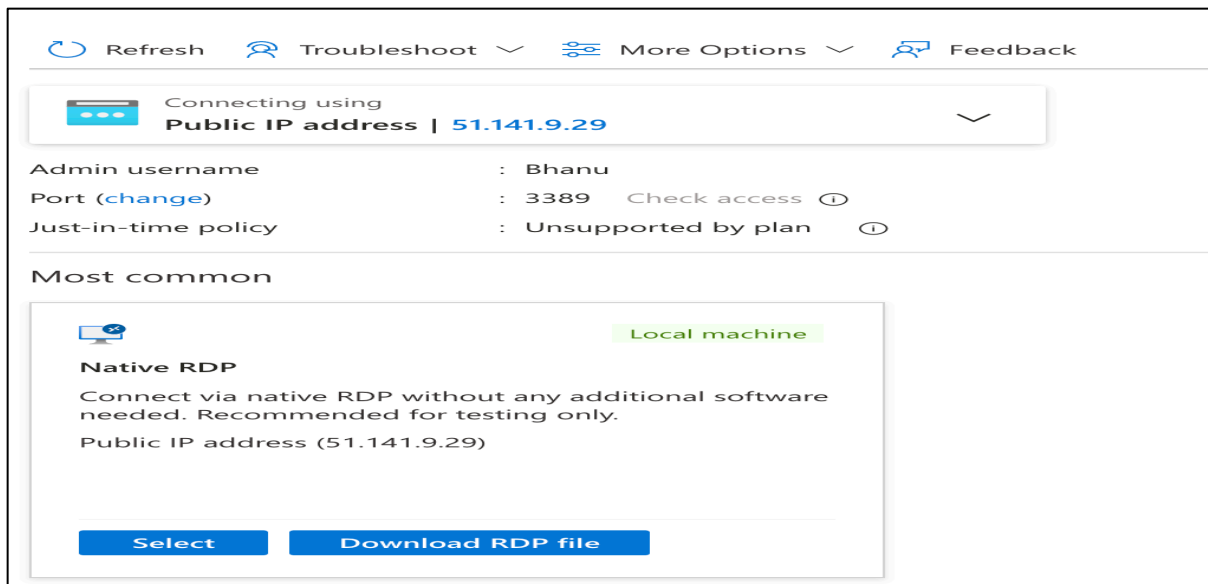 Refresh Troubleshoot More Options Feedback
Connecting using
Public IP address | 51.141.9.29
Admin username : Bhanu
Port (change) : 3389 Check access
Just-in-time policy : Unsupported by plan
Most common
Local machine
Native RDP
Connect via native RDP without any additional software
needed. Recommended for testing only.
Public IP address (51.141.9.29)
Select Download RDP file